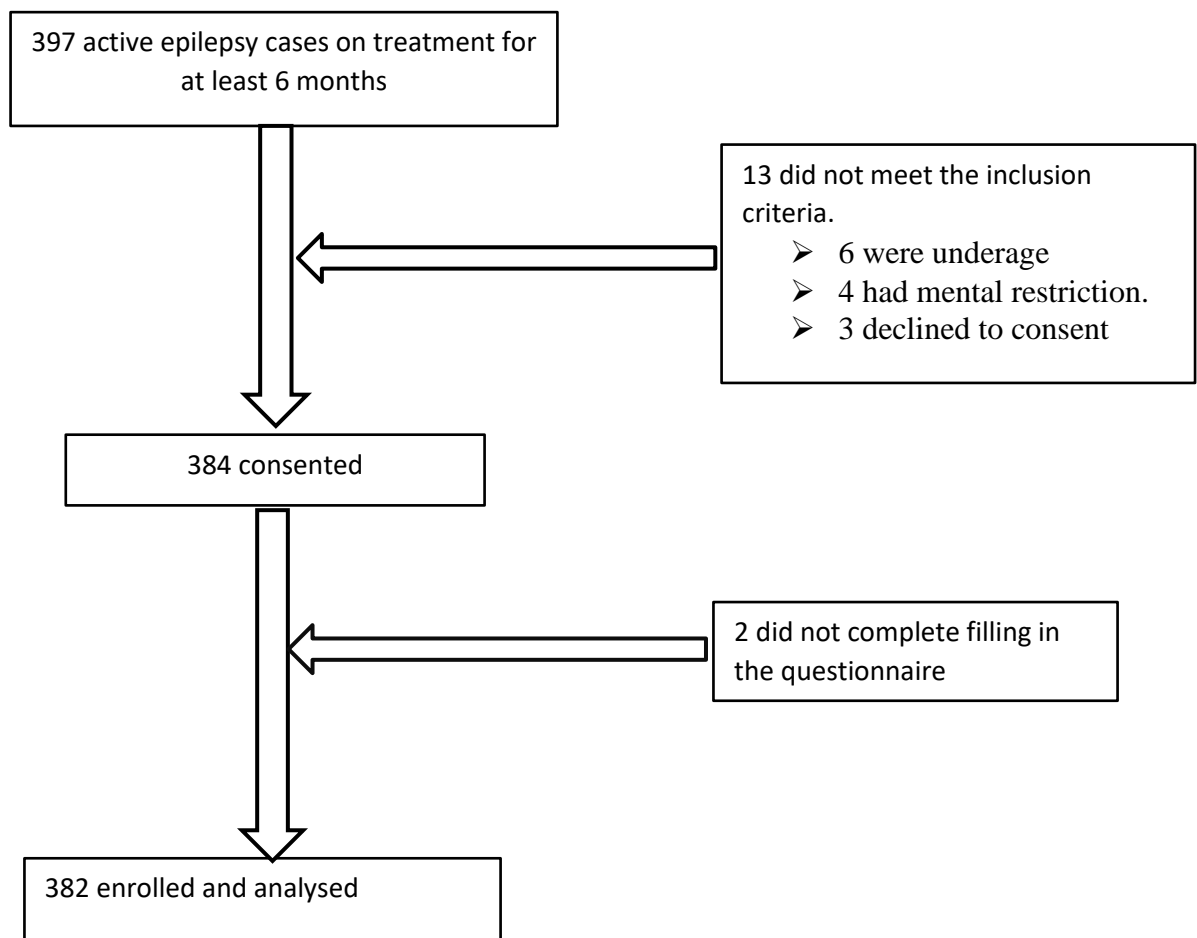 397 active epilepsy cases on treatment for
at least 6 months
13 did not meet the inclusion
criteria.
➢ 6 were underage
➢ 4 had mental restriction.
➢ 3 declined to consent
384 consented
2 did not complete filling in
the questionnaire
382 enrolled and analysed